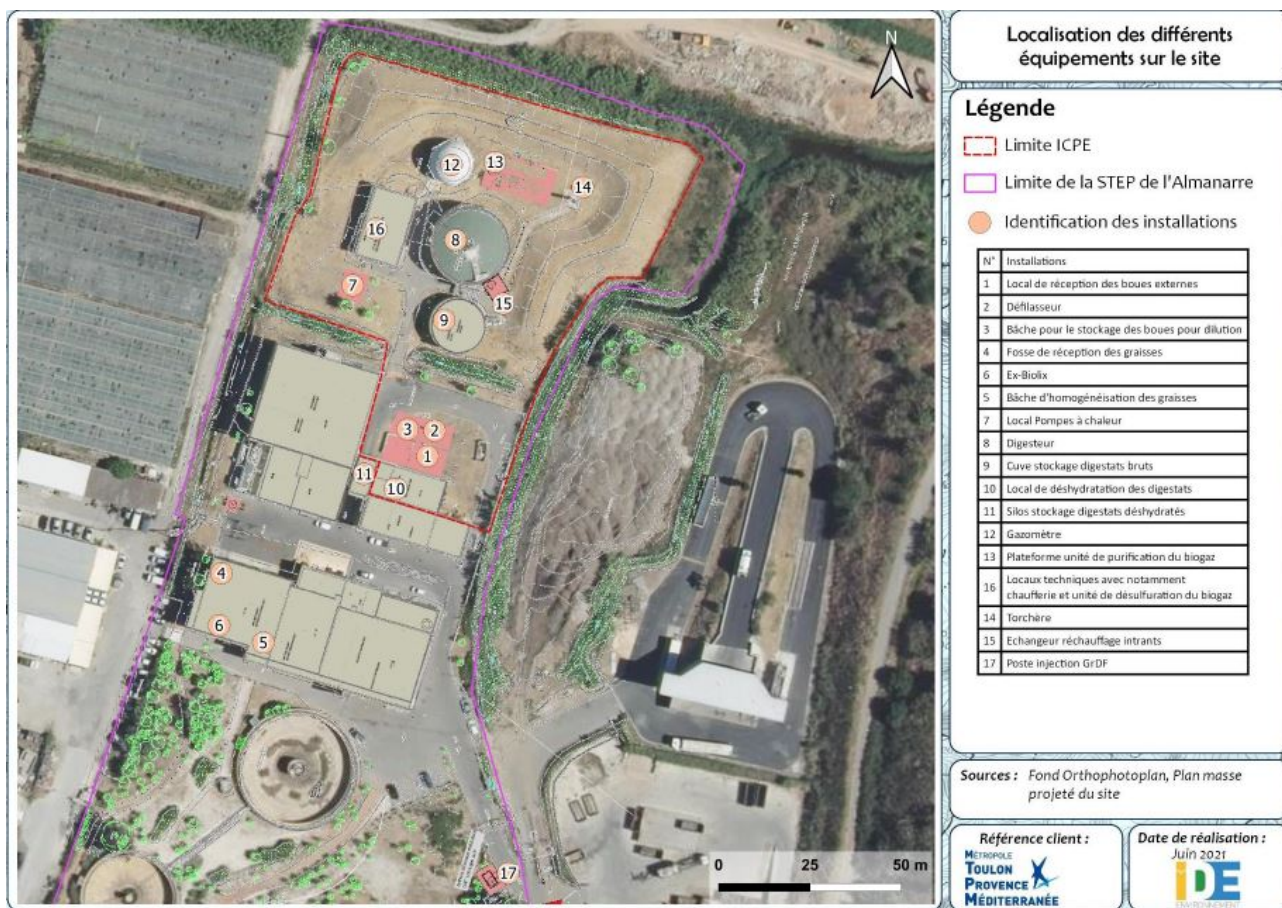 N
12
13
14
16
8
7
15
9
3
2
1
11
10
4
6
5
17
0 25 50 m
Localisation des différents
équipements sur le site
Légende
Limite ICPE
Limite de la STEP de l'Almanarre
Identification des installations
N° Installations
1 Local de réception des boues externes
2 Défilasseur
3 Bâche pour le stockage des boues pour dilution
4 Fosse de réception des graisses
6 Ex-Biolix
5 Bâche d'homogénéisation des graisses
7 Local Pompes à chaleur
8 Digesteur
9 Cuve stockage digestats bruts
10 Local de déshydratation des digestats
11 Silos stockage digestats déshydratés
12 Gazomètre
13 Plateforme unité de purification du biogaz
16 Locaux techniques avec notamment
chaufferie et unité de désulfuration du biogaz
14 Torchère
15 Echangeur réchauffage intrants
17 Poste injection GrDF
Sources : Fond Orthophotoplan, Plan masse
projeté du site
Référence client :
MÉTROPOLE
TOULON
PROVENCE
MÉDITERRANÉE
Date de réalisation :
Juin 2021
iDE
ENVIRONNEMENT